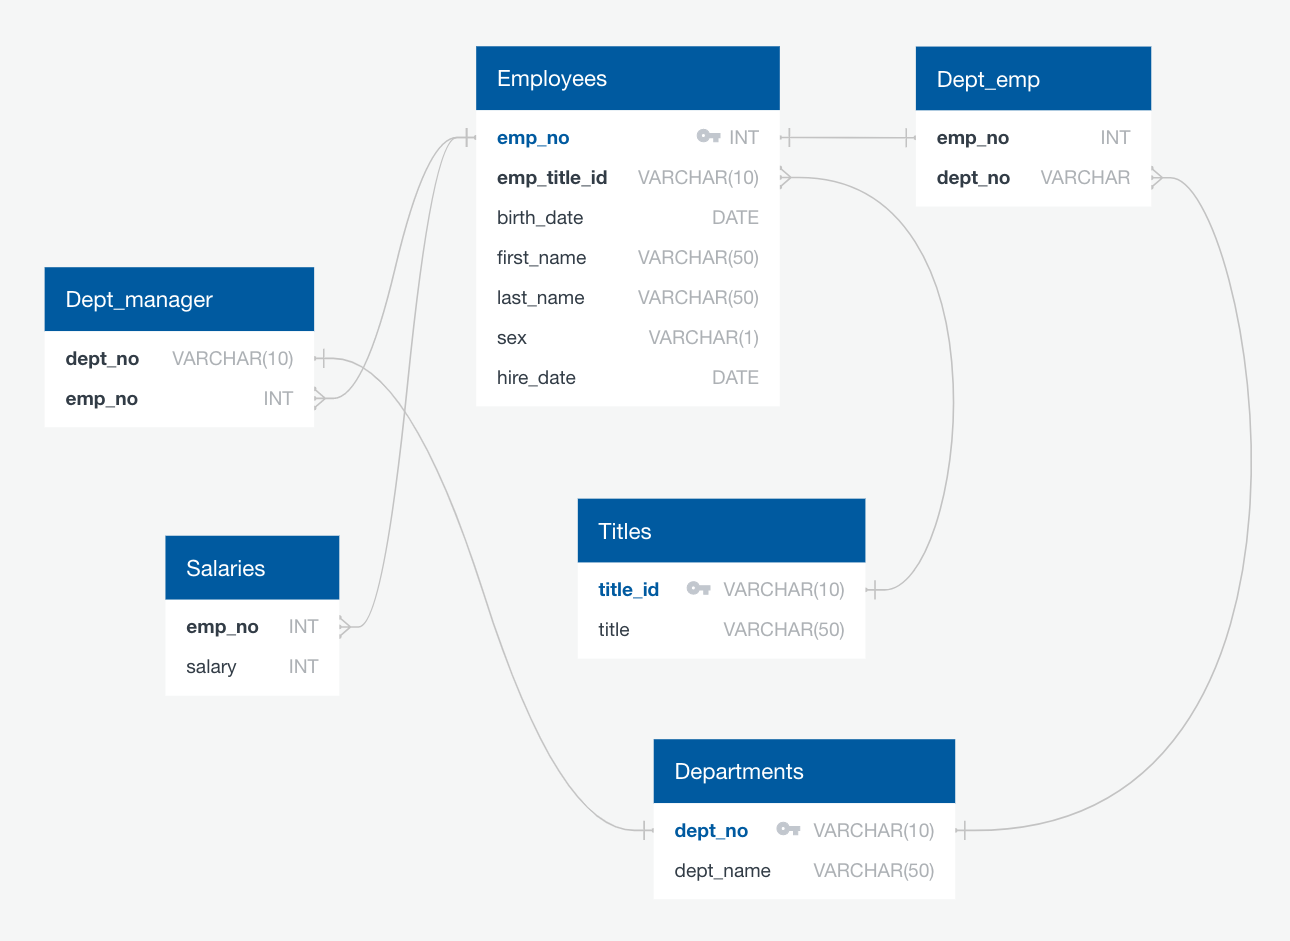 Employees
emp_no INT
emp_title_id VARCHAR(10)
birth_date DATE
first_name VARCHAR(50)
last_name VARCHAR(50)
sex VARCHAR(1)
hire_date DATE
Dept_emp
emp_no INT
dept_no VARCHAR
Dept_manager
dept_no VARCHAR(10)
emp_no INT
Salaries
emp_no INT
salary INT
Titles
title_id VARCHAR(10)
title VARCHAR(50)
Departments
dept_no VARCHAR(10)
dept_name VARCHAR(50)